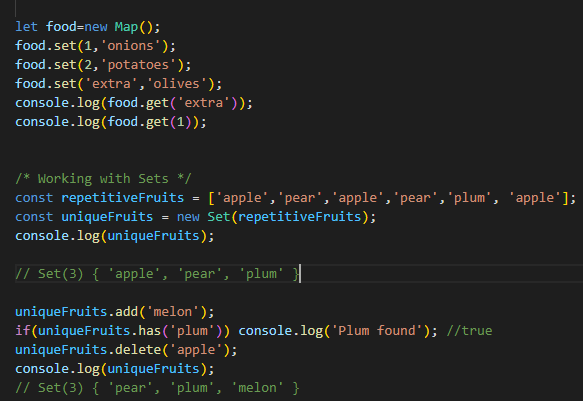 let food=new Map();
food.set(1,'onions');
food.set(2,'potatoes');
food.set('extra','olives');
console.log(food.get('extra'));
console.log(food.get(1));
/* Working with Sets */
const repetitiveFruits = ['apple','pear','apple','pear','plum', 'apple'];
const uniqueFruits = new Set(repetitiveFruits);
console.log(uniqueFruits);
// Set(3) { 'apple', 'pear', 'plum' }
uniqueFruits.add('melon');
if(uniqueFruits.has('plum')) console.log('Plum found'); //true
uniqueFruits.delete('apple');
console.log(uniqueFruits);
// Set(3) { 'pear', 'plum', 'melon' }